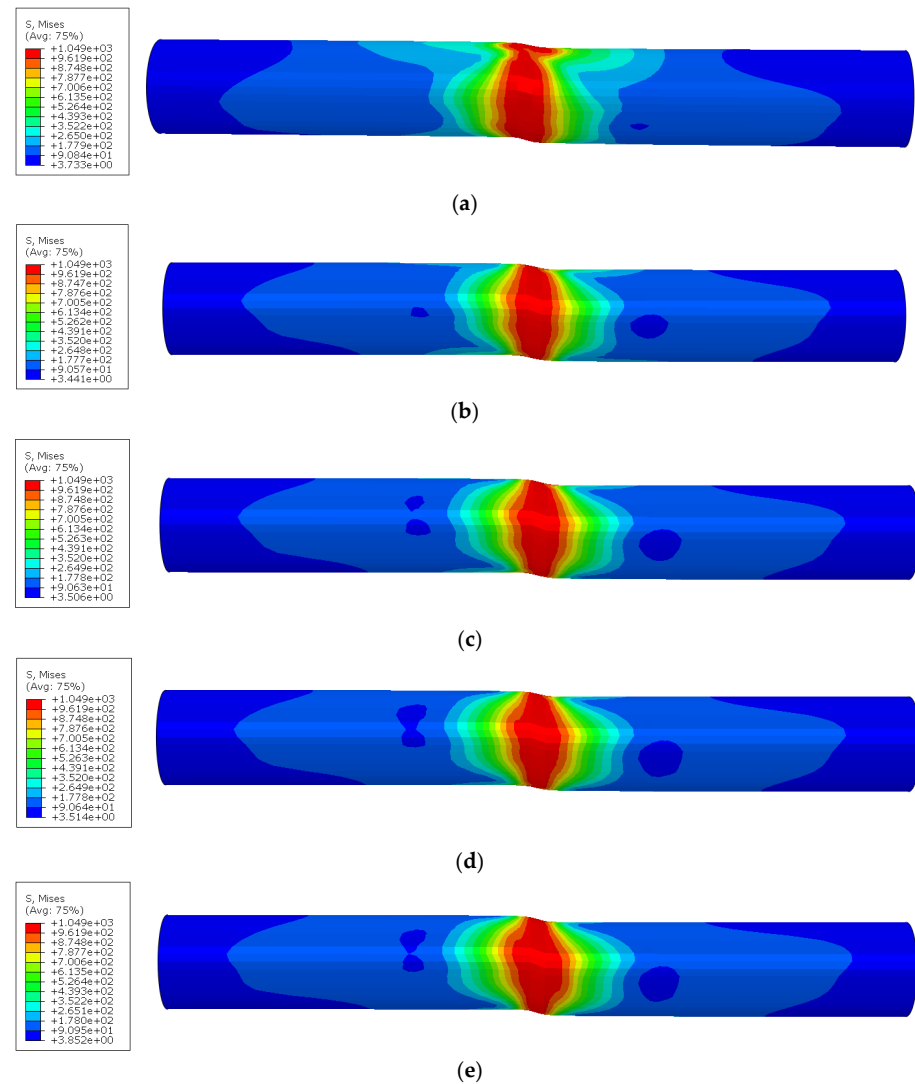 S, Mises
(Avg: 75%)
+1.049e+03
+9.619e+02
+8.748e+02
+7.877e+02
+7.006e+02
+6.135e+02
+5.264e+02
+4.393e+02
+3.522e+02
+2.650e+02
+1.779e+02
+9.084e+01
+3.733e+00
(a)
S, Mises
(Avg: 75%)
+1.049e+03
+9.619e+02
+8.747e+02
+7.876e+02
+7.005e+02
+6.134e+02
+5.262e+02
+4.391e+02
+3.520e+02
+2.648e+02
+1.777e+02
+9.057e+01
+3.441e+00
(b)
S, Mises
(Avg: 75%)
+1.049e+03
+9.619e+02
+8.748e+02
+7.876e+02
+7.005e+02
+6.134e+02
+5.263e+02
+4.391e+02
+3.520e+02
+2.649e+02
+1.778e+02
+9.063e+01
+3.506e+00
(c)
S, Mises
(Avg: 75%)
+1.049e+03
+9.619e+02
+8.748e+02
+7.876e+02
+7.005e+02
+6.134e+02
+5.263e+02
+4.391e+02
+3.520e+02
+2.649e+02
+1.778e+02
+9.064e+01
+3.514e+00
(d)
S, Mises
(Avg: 75%)
+1.049e+03
+9.619e+02
+8.748e+02
+7.877e+02
+7.006e+02
+6.135e+02
+5.264e+02
+4.393e+02
+3.522e+02
+2.651e+02
+1.780e+02
+9.095e+01
+3.852e+00
(e)